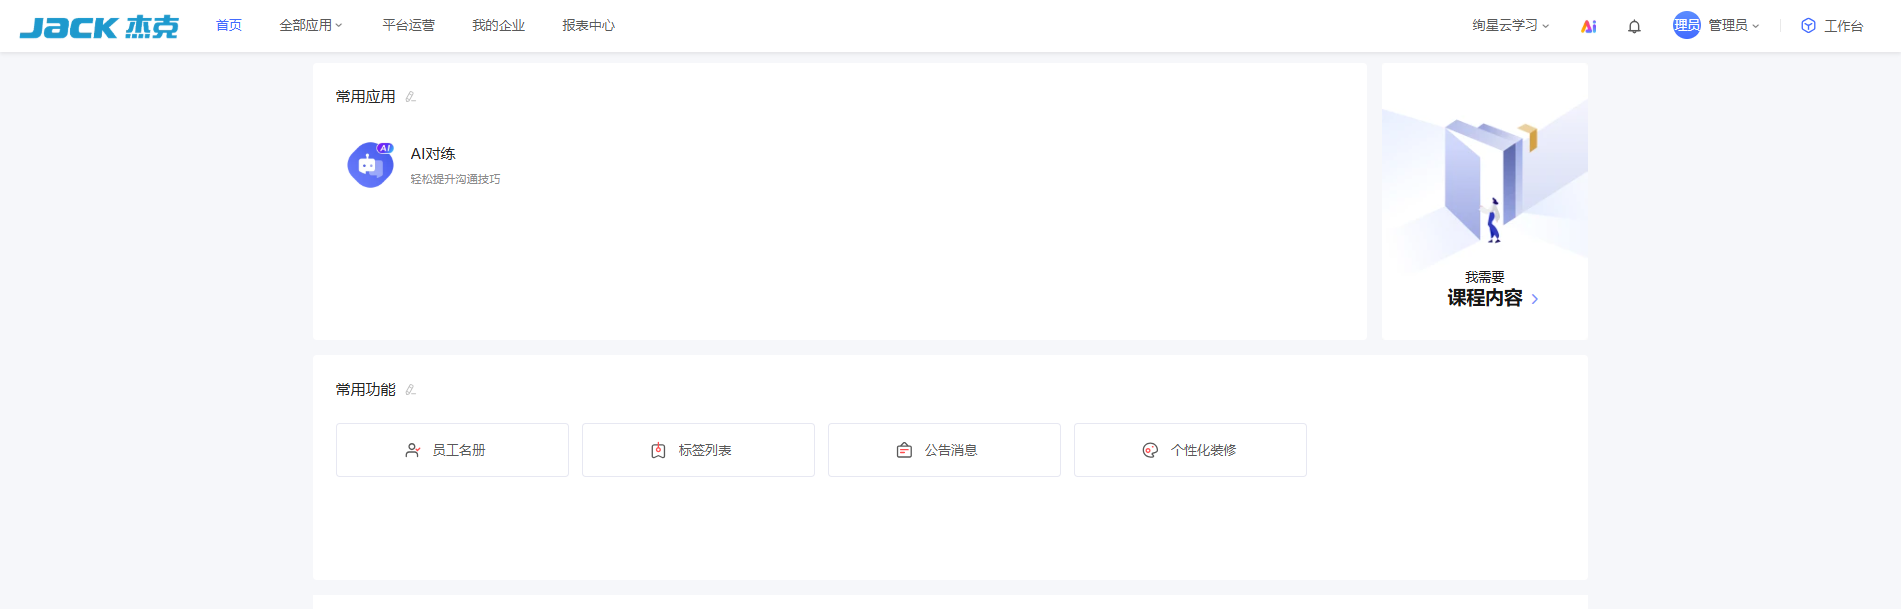 JACK 杰克 首页 全部应用 平台运营 我的企业 报表中心 绚星云学习 Ai 理员 管理员 工作台
常用应用
AI
AI对练
轻松提升沟通技巧
我需要
课程内容
常用功能
员工名册 标签列表 公告消息 个性化装修